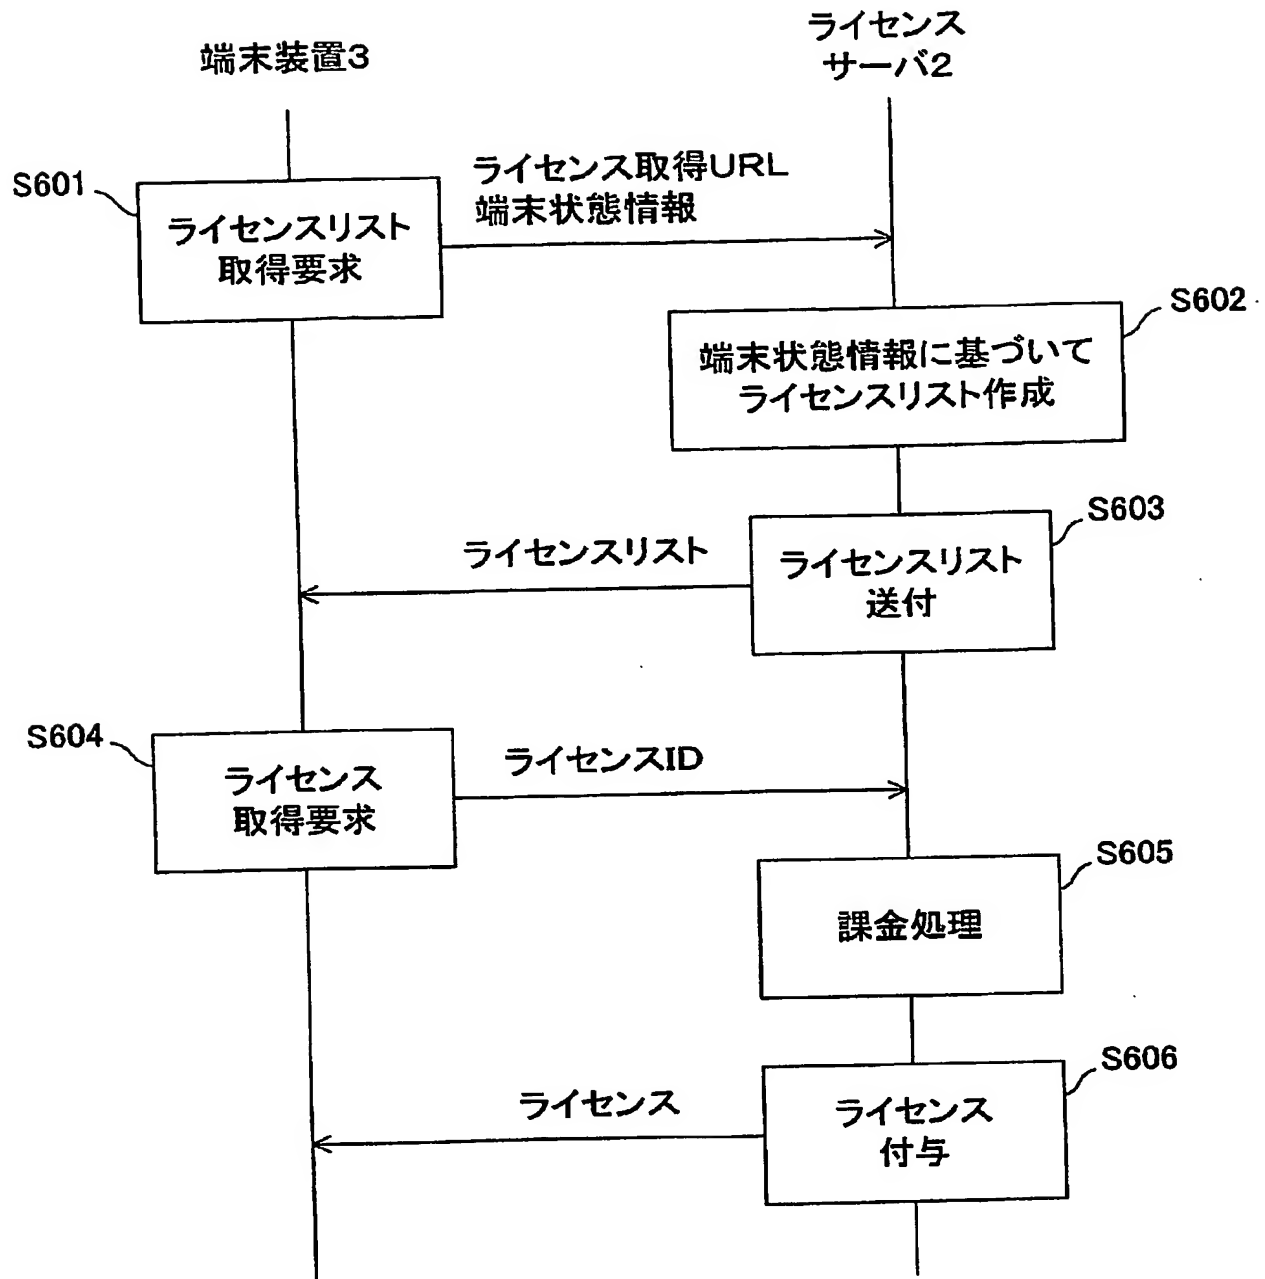 端末装置3
ライセンス
サーバ2
S601
ライセンスリスト
取得要求
ライセンス取得URL
端末状態情報
S602
端末状態情報に基づいて
ライセンスリスト作成
S603
ライセンスリスト
送付
ライセンスリスト
S604
ライセンス
取得要求
ライセンスID
S605
課金処理
S606
ライセンス
付与
ライセンス